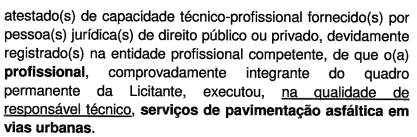 atestado(s) de capacidade técnico-profissional fornecido(s) por
pessoa(s) jurídica(s) de direito público ou privado, devidamente
registrado(s) na entidade profissional competente, de que o(a)
profissional, comprovadamente integrante do quadro
permanente da Licitante, executou, na qualidade de
responsável técnico, serviços de pavimentação asfáltica em
vias urbanas.